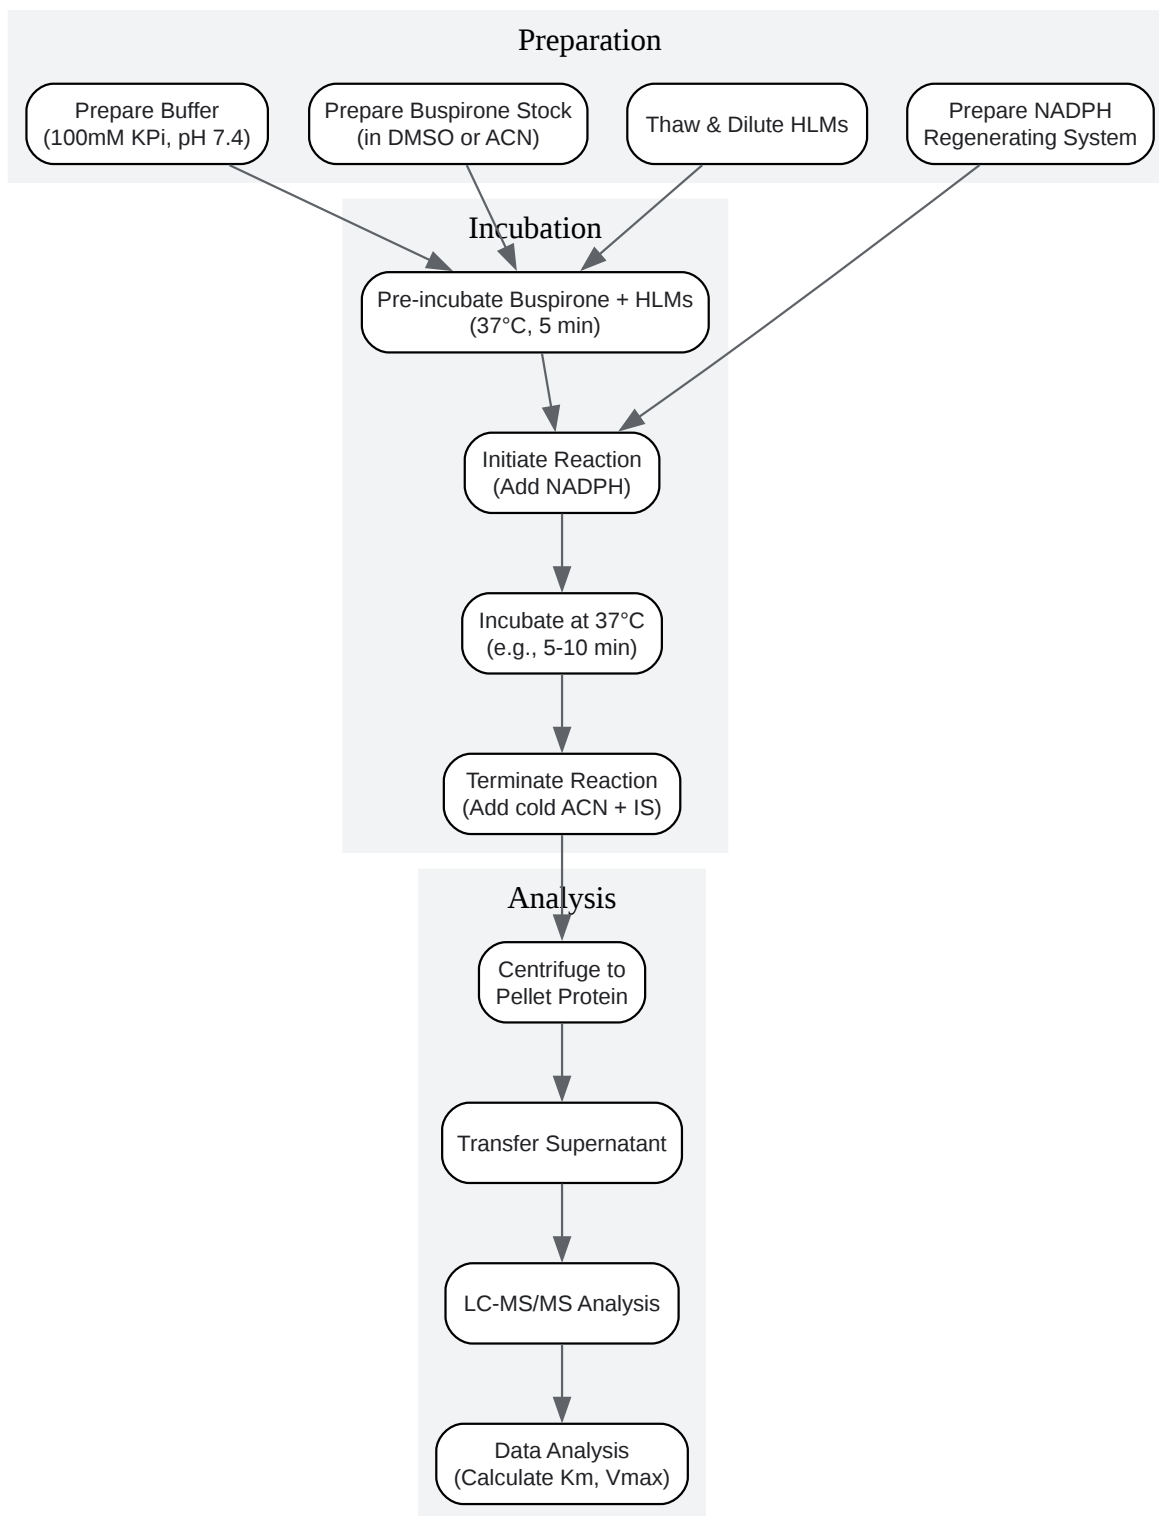 Preparation
Prepare Buffer
(100mM KPi, pH 7.4)
Prepare Buspirone Stock
(in DMSO or ACN)
Thaw & Dilute HLMs
Prepare NADPH
Regenerating System
Incubation
Pre-incubate Buspirone + HLMs
(37°C, 5 min)
Initiate Reaction
(Add NADPH)
Incubate at 37°C
(e.g., 5-10 min)
Terminate Reaction
(Add cold ACN + IS)
Analysis
Centrifuge to
Pellet Protein
Transfer Supernatant
LC-MS/MS Analysis
Data Analysis
(Calculate Km, Vmax)